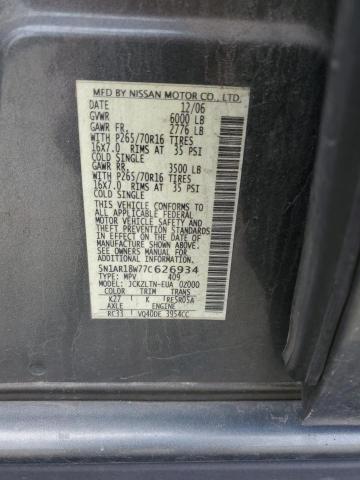 MFD BY NISSAN MOTOR CO., LTD.
DATE 12/06
GVWR 6000 LB
GAWR FR. 2776 LB
WITH P265/70R16 TIRES
16X7.0 RIMS AT 35 PSI
COLD SINGLE
GAWR RR. 3500 LB
WITH P265/70R16 TIRES
16X7.0 RIMS AT 35 PSI
COLD SINGLE
THIS VEHICLE CONFORMS TO
ALL APPLICABLE FEDERAL
MOTOR VEHICLE SAFETY AND
THEFT PREVENTION STANDARDS
IN EFFECT ON THE DATE OF
MANUFACTURE SHOWN ABOVE.
SEE OWNERS MANUAL FOR
ADDITIONAL INFORMATION.
5N1AR18W77C626934
TYPE: MPV 409
MODEL: JCKZLTN-EUA 0Z000
COLOR TRIM TRANS
K27 K RE5R05A
AXLE ENGINE
RC33 VQ40DE 3954CC